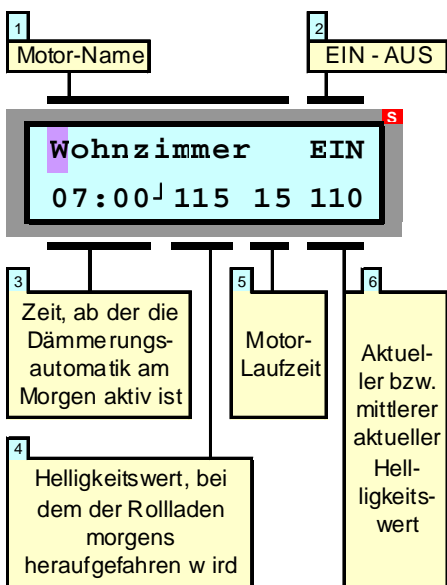 1
Motor-Name
2
EIN - AUS
S
Wohnzimmer EIN
07:00┘115 15 110
3
Zeit, ab der die
Dämmerungs-
automatik am
Morgen aktiv ist
5
Motor-
Laufzeit
6
Aktuel-
ler bzw.
mittlerer
aktueller
Hell-
ligkeits-
wert
4
Helligkeitswert, bei
dem der Rollladen
morgens
heraufgefahren w ird